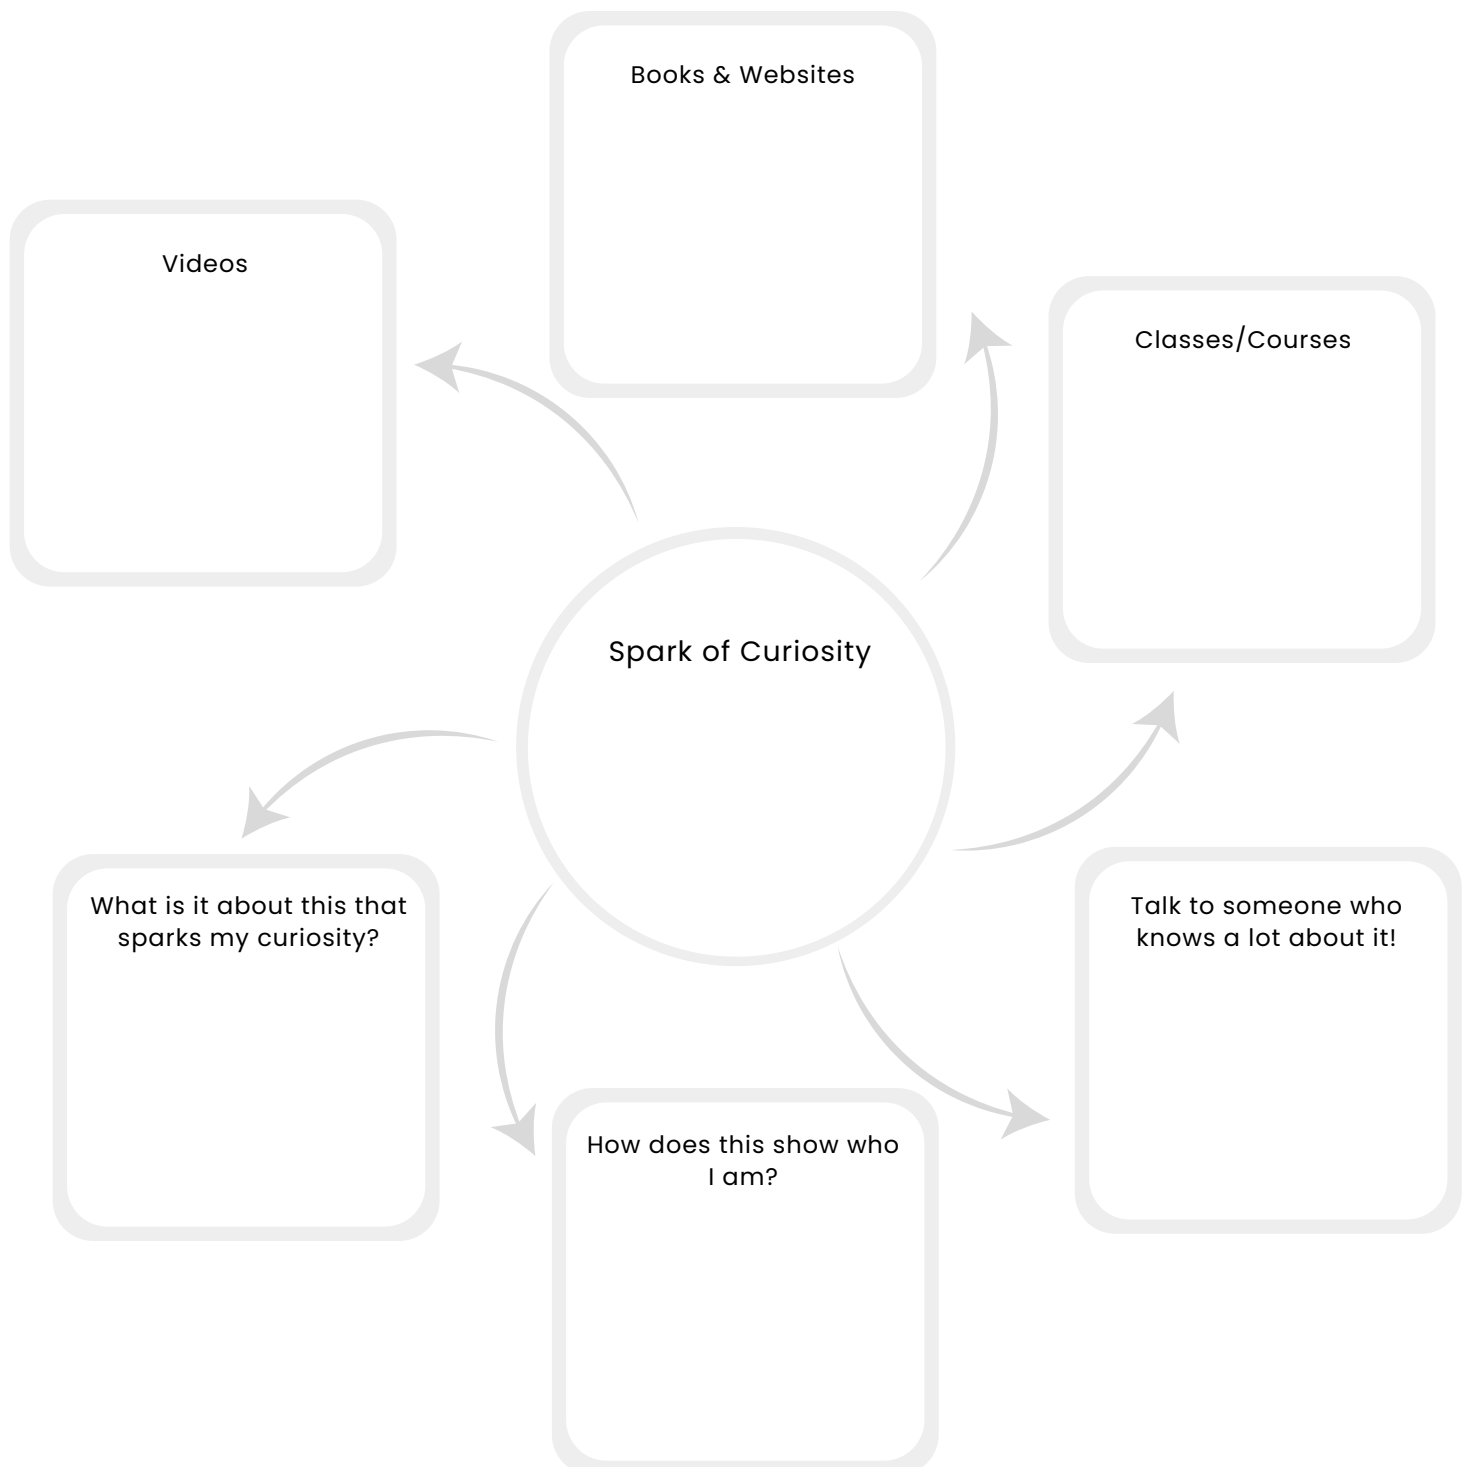 Books & Websites
Videos
Classes/Courses
Spark of Curiosity
What is it about this that
sparks my curiosity?
Talk to someone who
knows a lot about it!
How does this show who
I am?